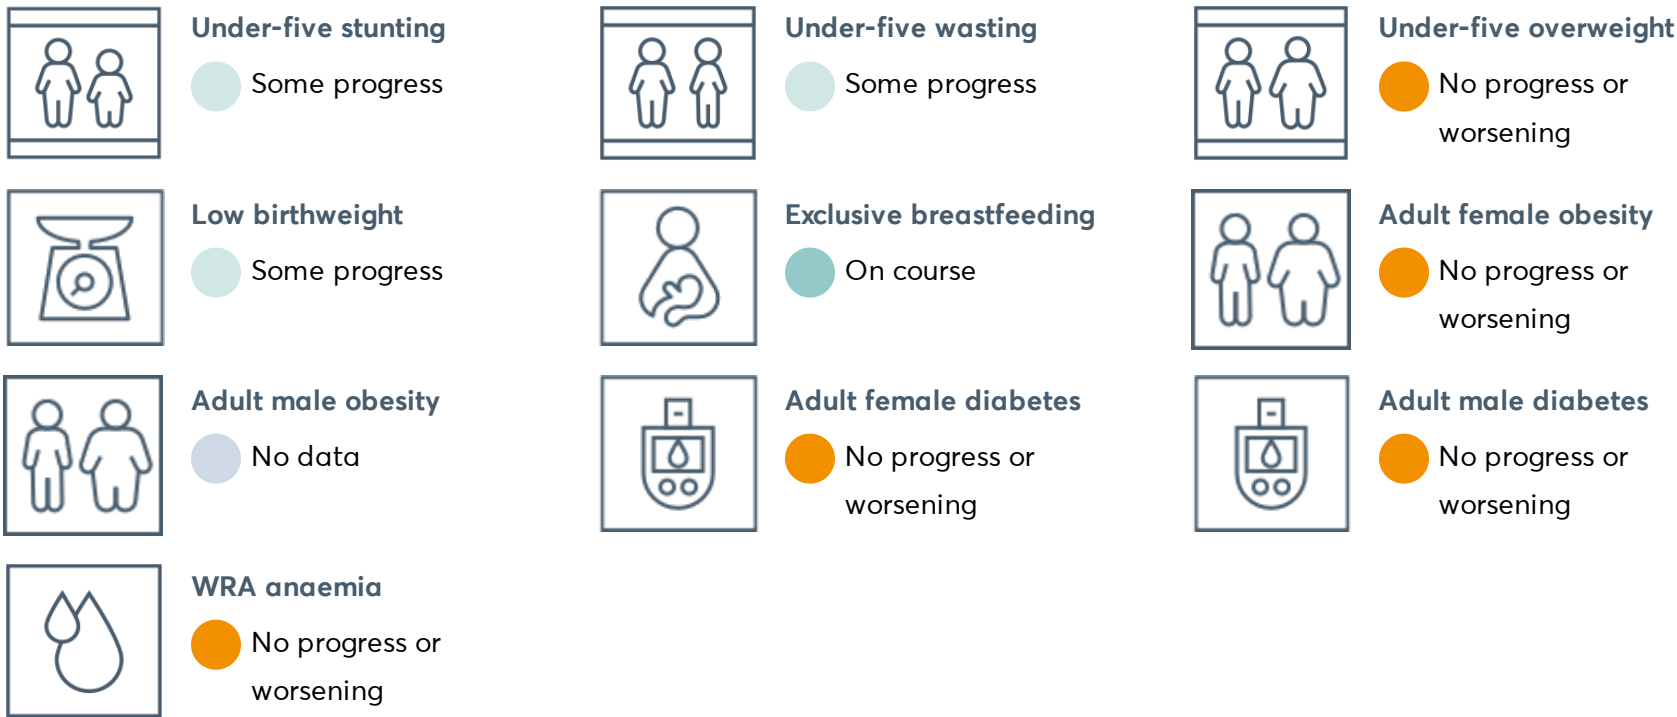 Under-five stunting
Some progress
Under-five wasting
Some progress
Under-five overweight
No progress or
worsening
Low birthweight
Some progress
Exclusive breastfeeding
On course
Adult female obesity
No progress or
worsening
Adult male obesity
No data
Adult female diabetes
No progress or
worsening
Adult male diabetes
No progress or
worsening
WRA anaemia
No progress or
worsening